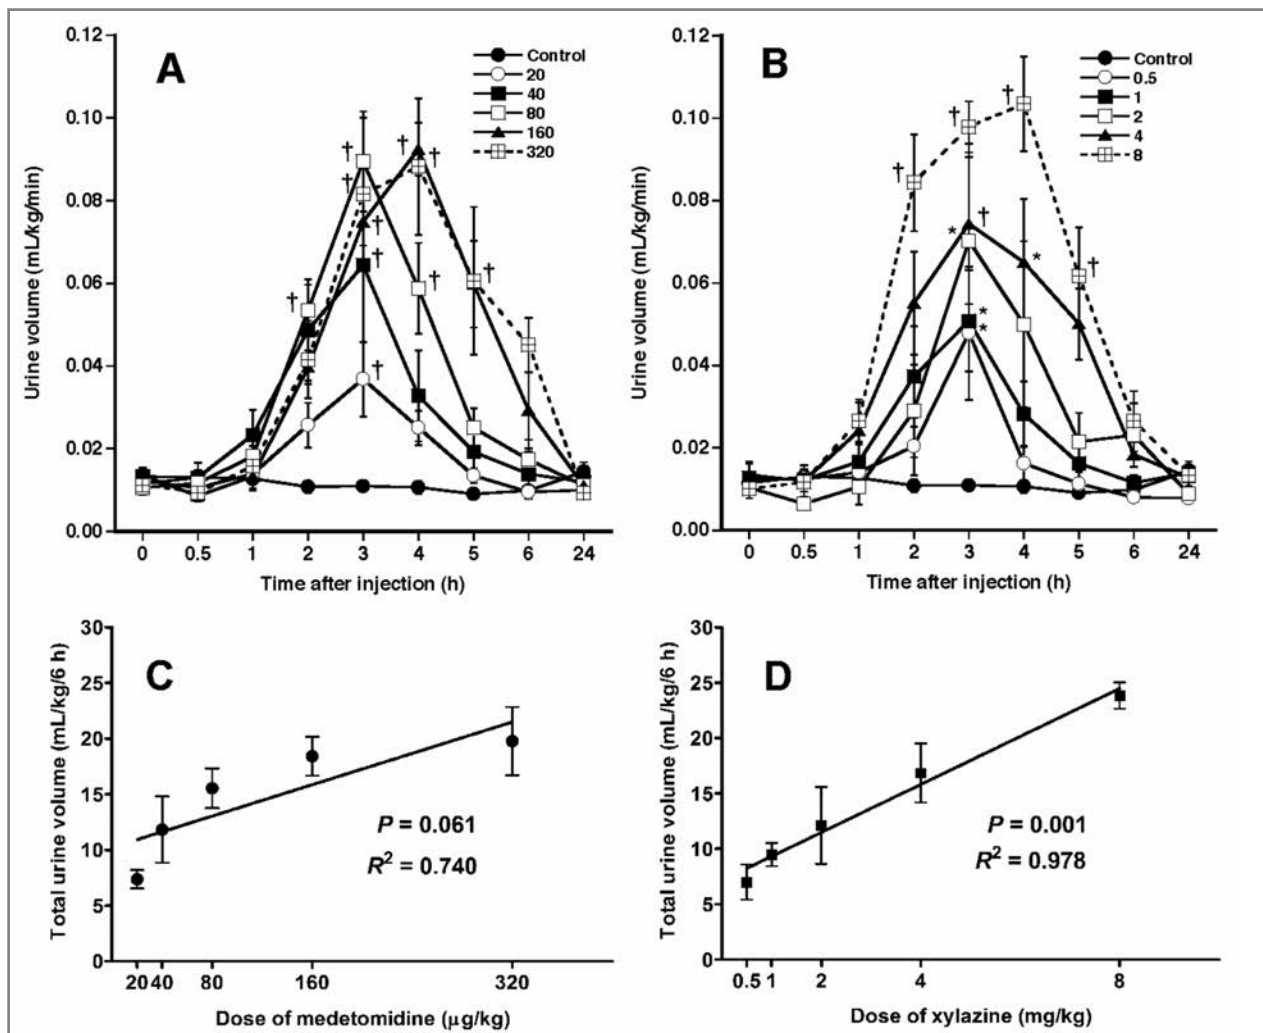 A
Control
20
40
80
160
320
Urine volume (mL/kg/min)
0.12
0.10
0.08
0.06
0.04
0.02
0.00
† † † † † † † † † †
0 0.5 1 2 3 4 5 6 24
Time after injection (h)
B
Control
0.5
1
2
4
8
Urine volume (mL/kg/min)
0.12
0.10
0.08
0.06
0.04
0.02
0.00
† † † † † * * * *
0 0.5 1 2 3 4 5 6 24
Time after injection (h)
C
Total urine volume (mL/kg/6 h)
30
25
20
15
10
5
0
P = 0.061
R² = 0.740
20 40 80 160 320
Dose of medetomidine (μg/kg)
D
Total urine volume (mL/kg/6 h)
30
25
20
15
10
5
0
P = 0.001
R² = 0.978
0.5 1 2 4 8
Dose of xylazine (mg/kg)